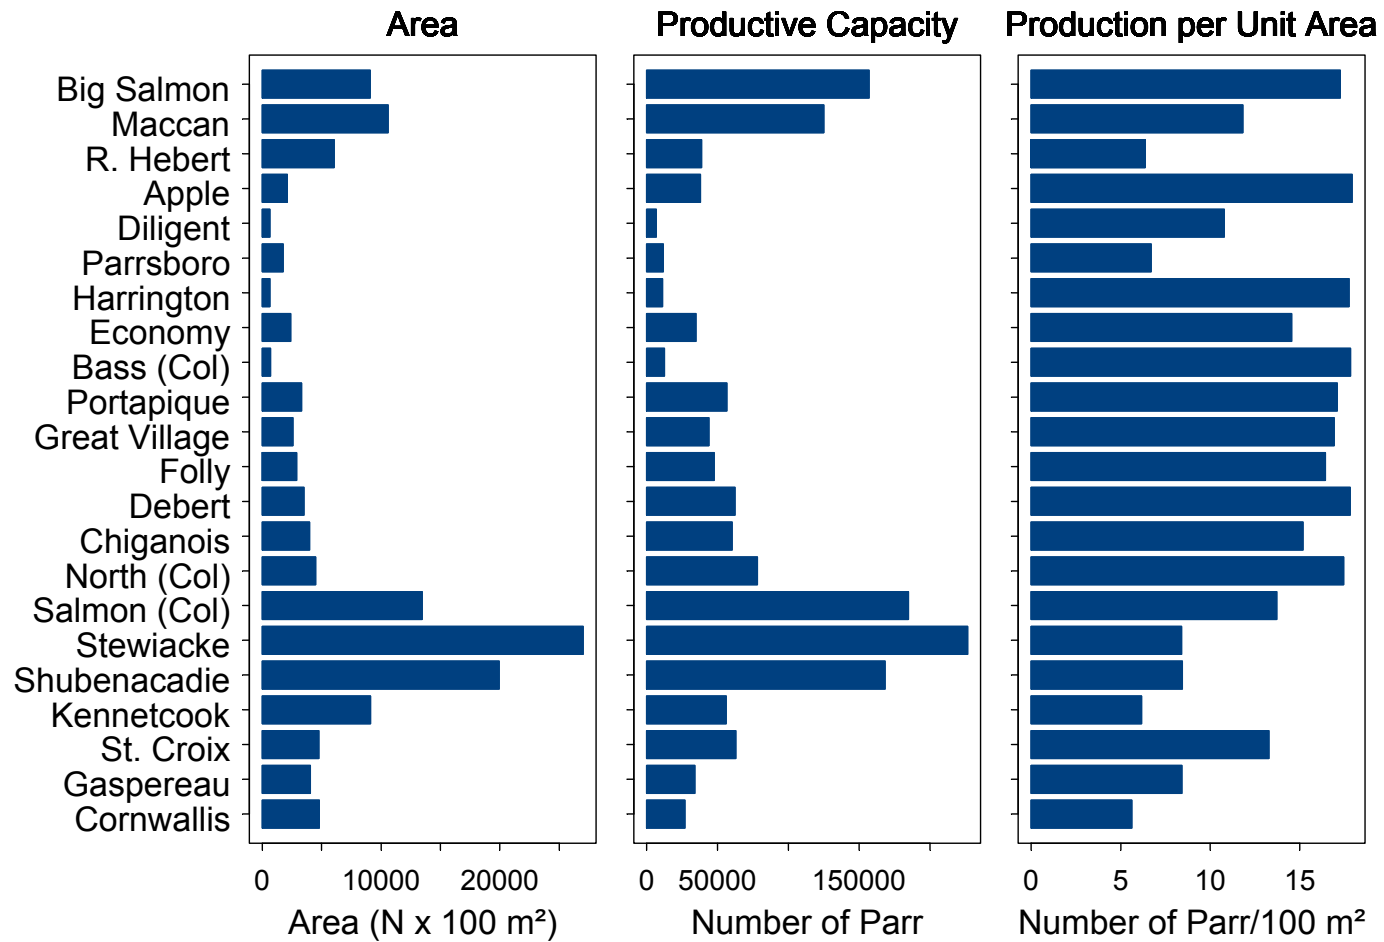 Area Productive Capacity Production per Unit Area
Big Salmon
Maccan
R. Hebert
Apple
Diligent
Parrsboro
Harrington
Economy
Bass (Col)
Portapique
Great Village
Folly
Debert
Chiganois
North (Col)
Salmon (Col)
Stewiacke
Shubenacadie
Kennetcook
St. Croix
Gaspereau
Cornwallis
0 10000 20000 0 50000 150000 0 5 10 15
Area (N x 100 m²) Number of Parr Number of Parr/100 m²